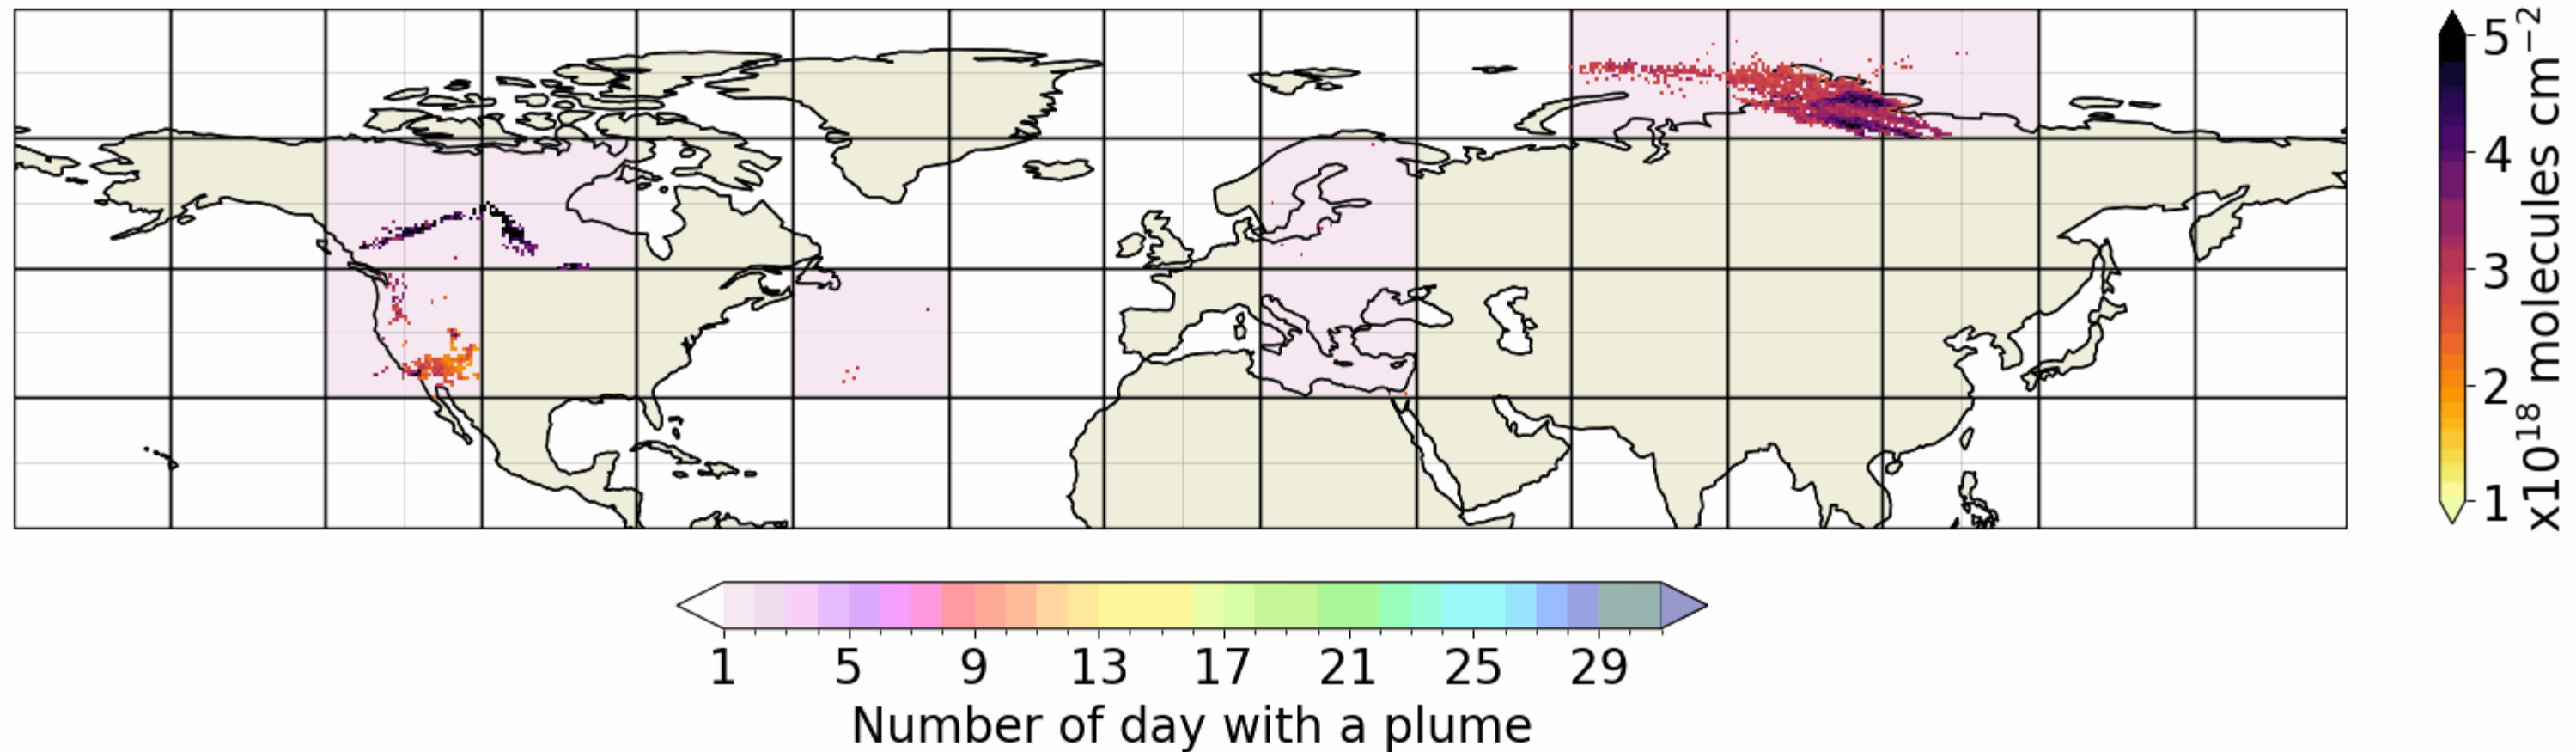 5
4
3
2
1
x10¹⁸ molecules cm⁻²
1 5 9 13 17 21 25 29
Number of day with a plume